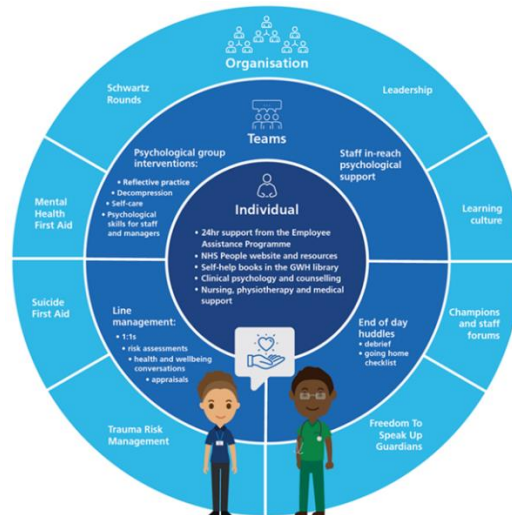 Organisation
Schwartz
Rounds
Leadership
Teams
Psychological group
interventions:
• Reflective practice
• Decompression
• Self-care
• Psychological
skills for staff
and managers
Staff in-reach
psychological
support
Mental
Health
First Aid
Learning
culture
Individual
• 24hr support from the Employee
Assistance Programme
• NHS People website and resources
• Self-help books in the GWH library
• Clinical psychology and counselling
• Nursing, physiotherapy and medical
support
Suicide
First Aid
Line
management:
• 1:1s
• risk assessments
• health and wellbeing
conversations
• appraisals
End of day
huddles
• debrief
• going home
checklist
Champions
and staff
forums
Trauma Risk
Management
Freedom To
Speak Up
Guardians